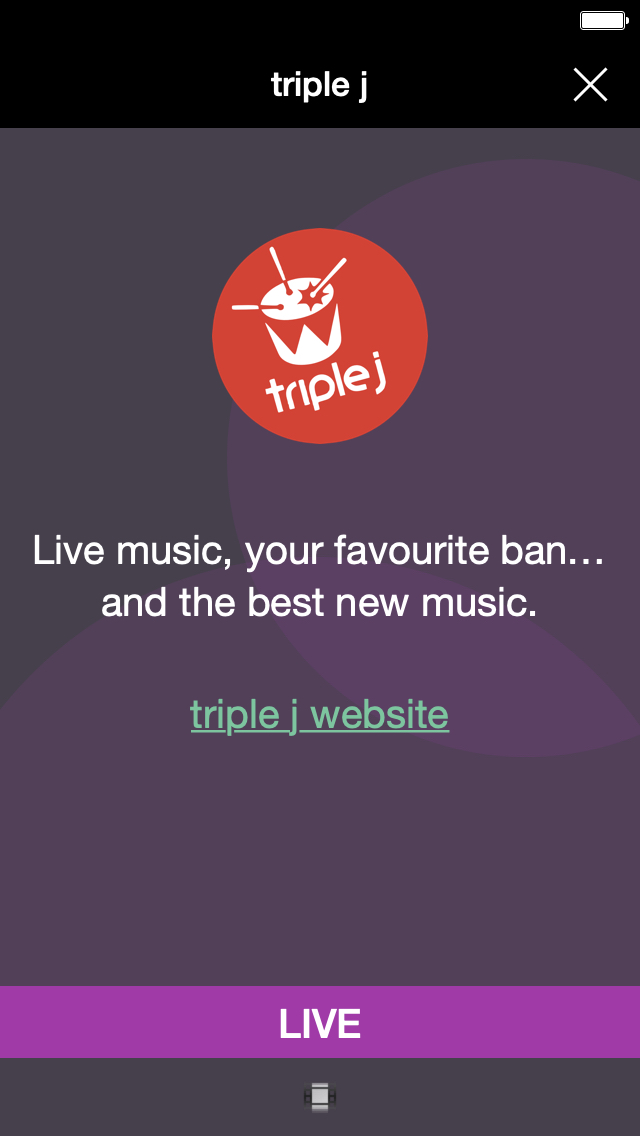 triple j
triple j
Live music, your favourite ban...
and the best new music.
triple j website
LIVE